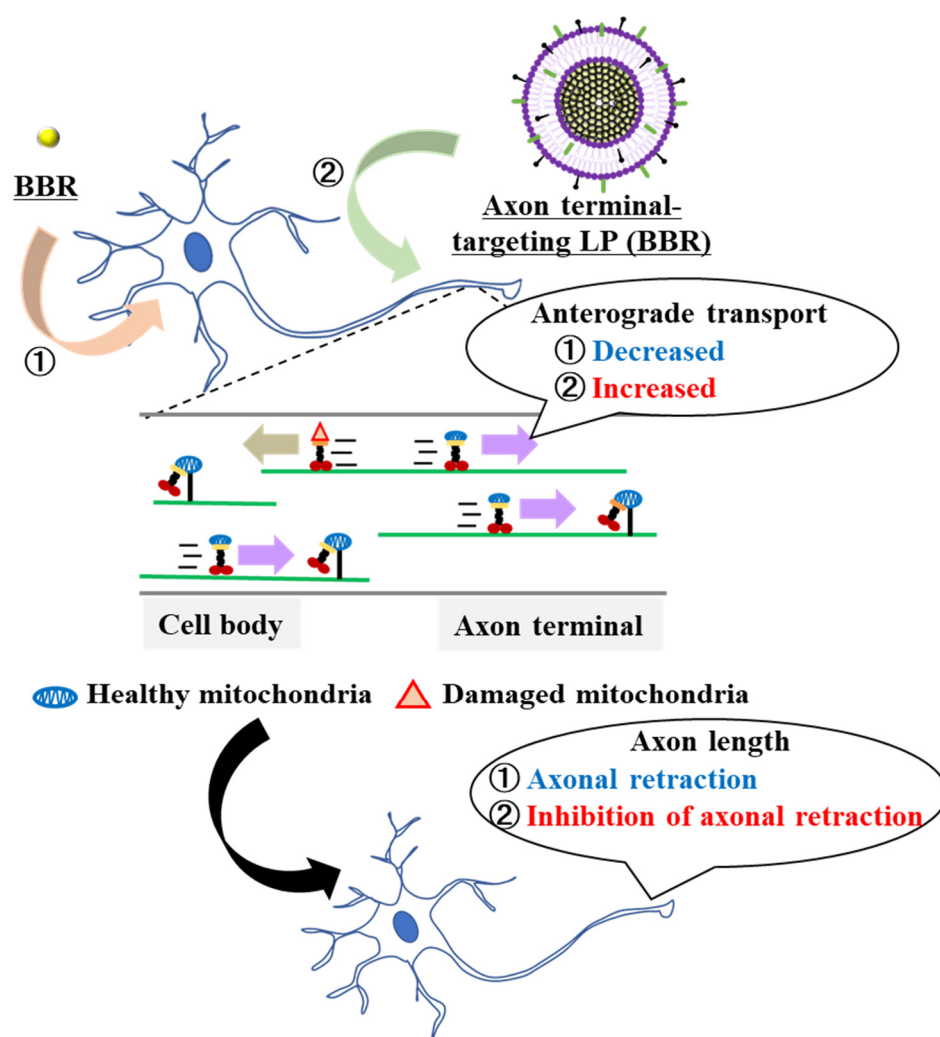 BBR
①
②
Axon terminal-
targeting LP (BBR)
Anterograde transport
① Decreased
② Increased
Cell body
Axon terminal
Healthy mitochondria
Damaged mitochondria
Axon length
① Axonal retraction
② Inhibition of axonal retraction